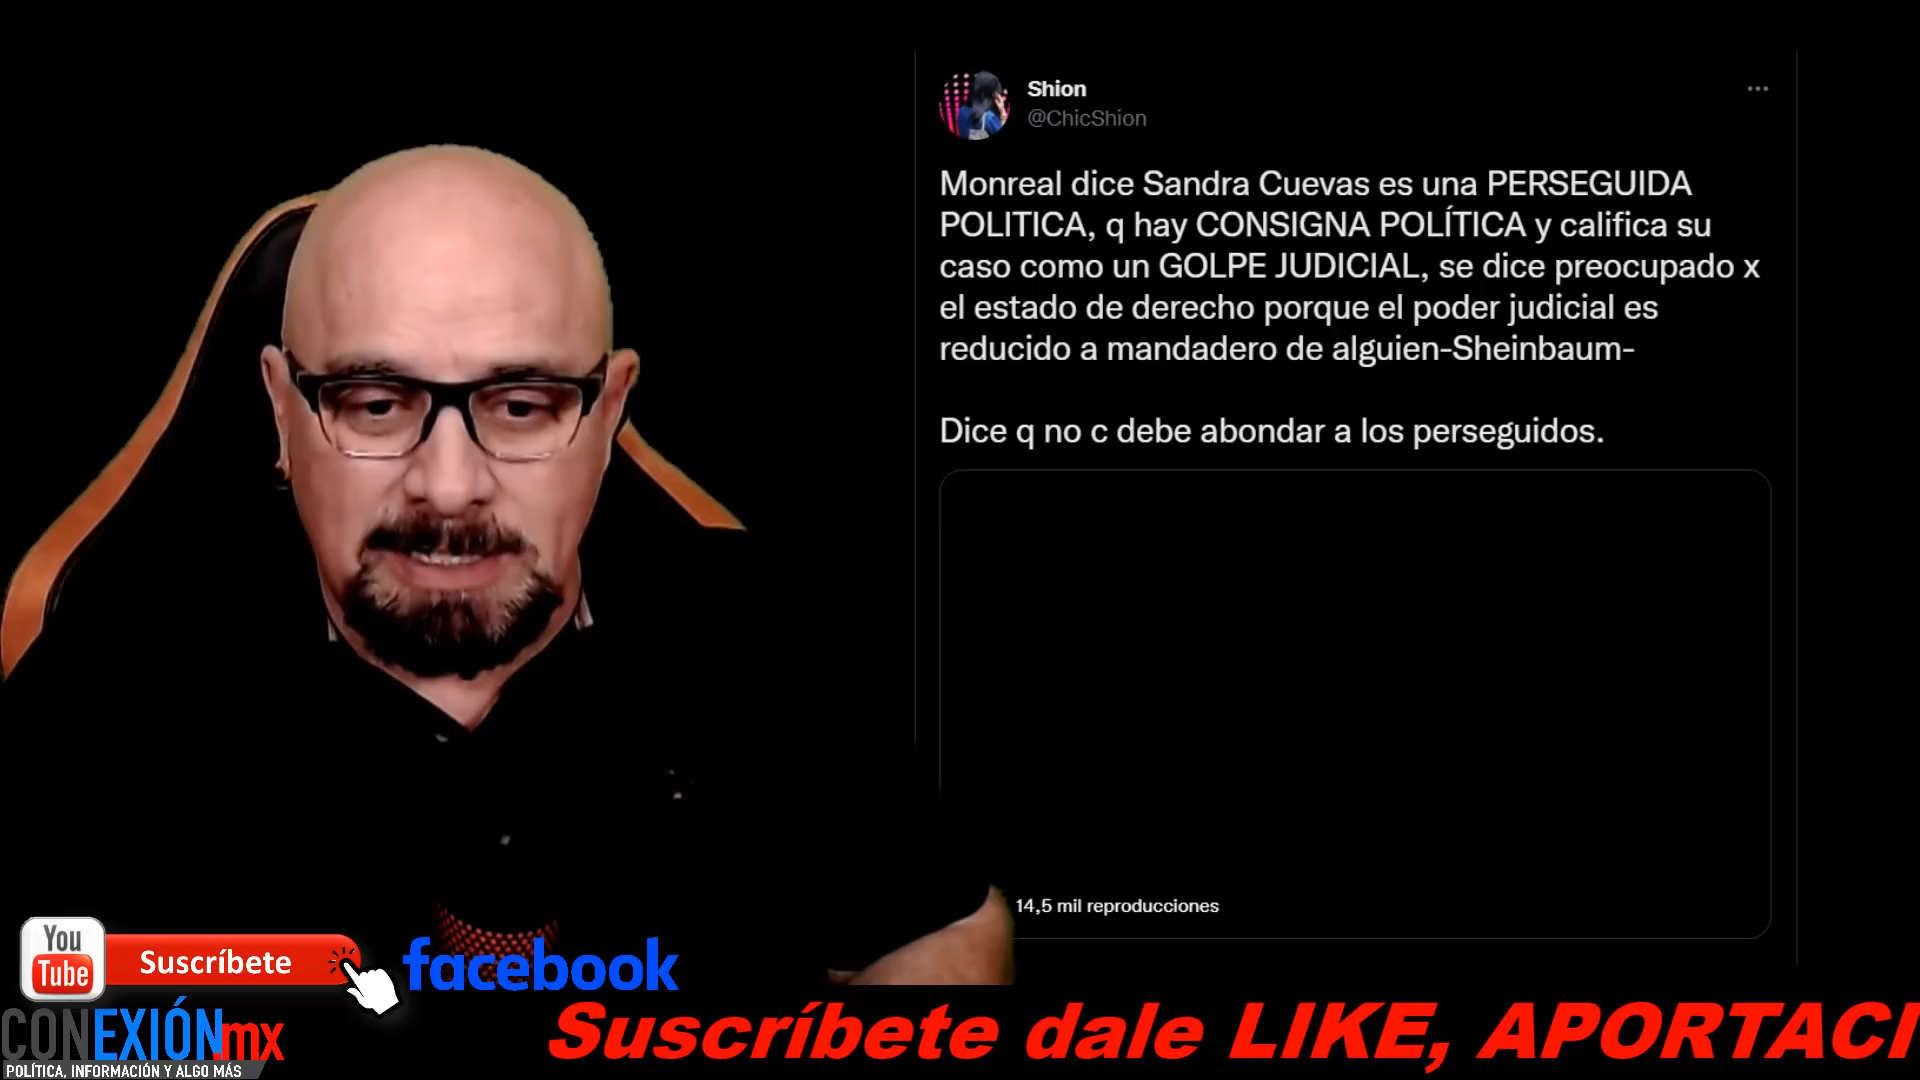 Shion
@ChicShion
Monreal dice Sandra Cuevas es una PERSEGUIDA
POLITICA, q hay CONSIGNA POLÍTICA y califica su
caso como un GOLPE JUDICIAL, se dice preocupado x
el estado de derecho porque el poder judicial es
reducido a mandadero de alguien-Sheinbaum-
Dice q no c debe abondar a los perseguidos.
14,5 mil reproducciones
You
Tube
Suscríbete
facebook
CONEXIÓNmx
POLÍTICA, INFORMACIÓN Y ALGO MÁS
Suscríbete dale LIKE, APORTACI